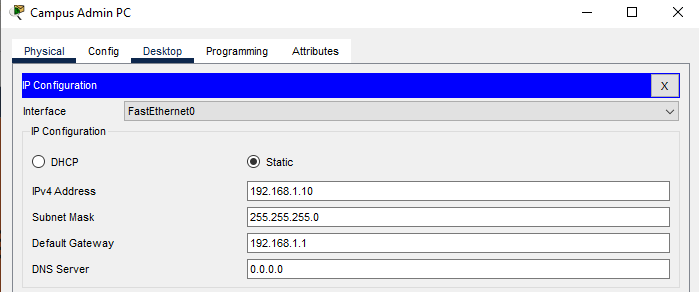 Campus Admin PC
Physical Config Desktop Programming Attributes
IP Configuration X
Interface FastEthernet0
IP Configuration
DHCP Static
IPv4 Address 192.168.1.10
Subnet Mask 255.255.255.0
Default Gateway 192.168.1.1
DNS Server 0.0.0.0